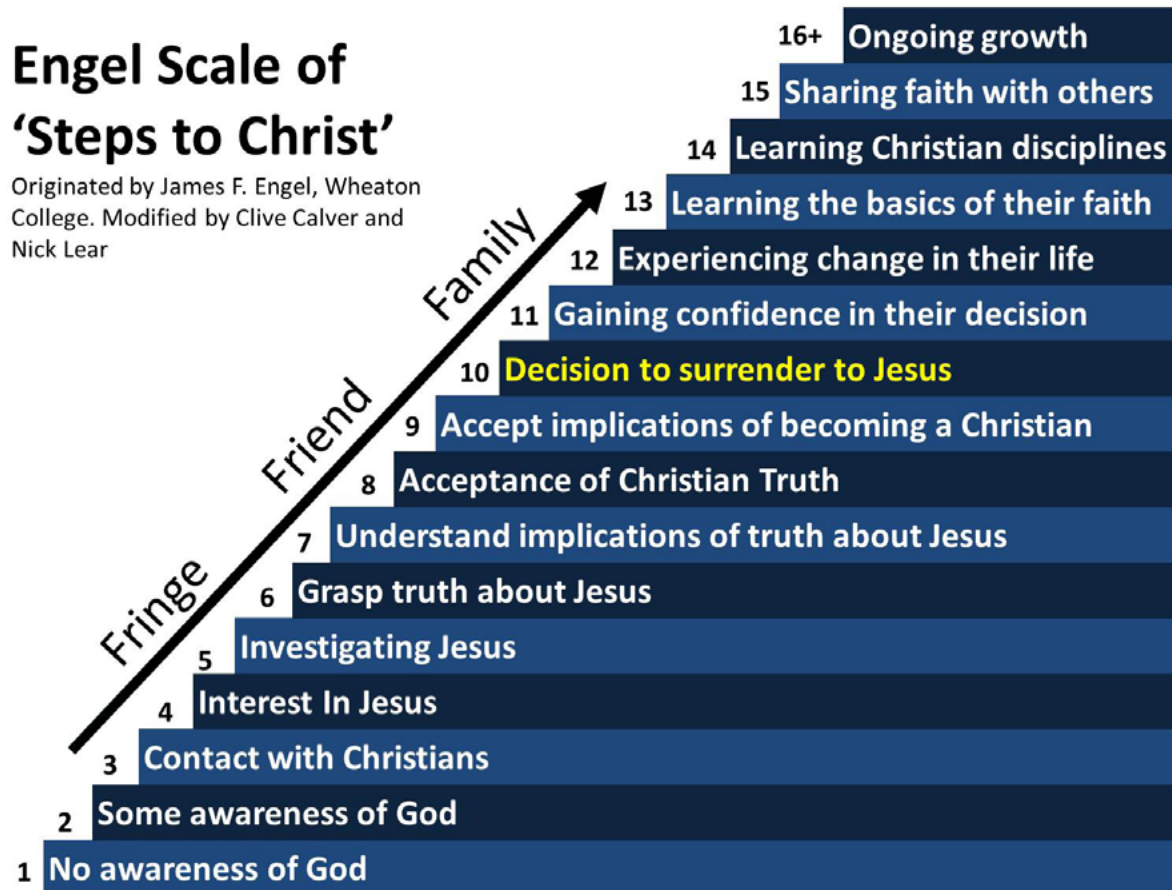 Engel Scale of
‘Steps to Christ’
Originated by James F. Engel, Wheaton
College. Modified by Clive Calver and
Nick Lear
16+ Ongoing growth
15 Sharing faith with others
14 Learning Christian disciplines
13 Learning the basics of their faith
12 Experiencing change in their life
11 Gaining confidence in their decision
10 Decision to surrender to Jesus
9 Accept implications of becoming a Christian
8 Acceptance of Christian Truth
7 Understand implications of truth about Jesus
6 Grasp truth about Jesus
5 Investigating Jesus
4 Interest In Jesus
3 Contact with Christians
2 Some awareness of God
1 No awareness of God
Fringe Friend Family